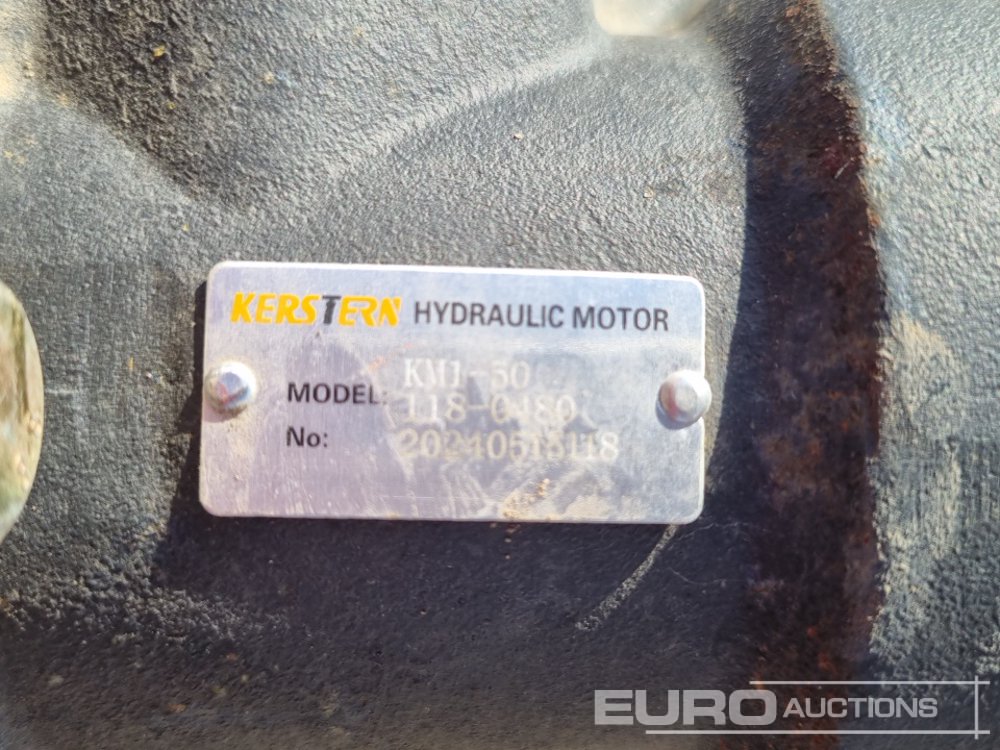 KERSTERN HYDRAULIC MOTOR
MODEL: KM1-50
118-0480
No: 20240515118
EURO AUCTIONS